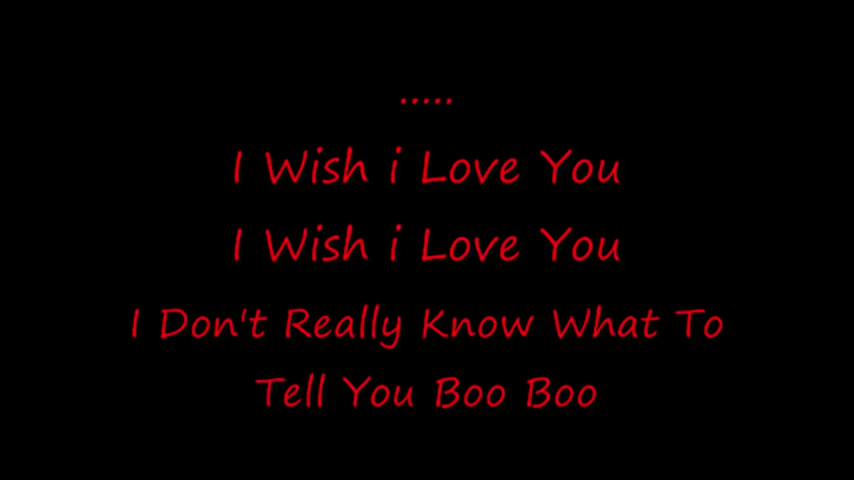 .....
I Wish i Love You
I Wish i Love You
I Don't Really Know What To
Tell You Boo Boo